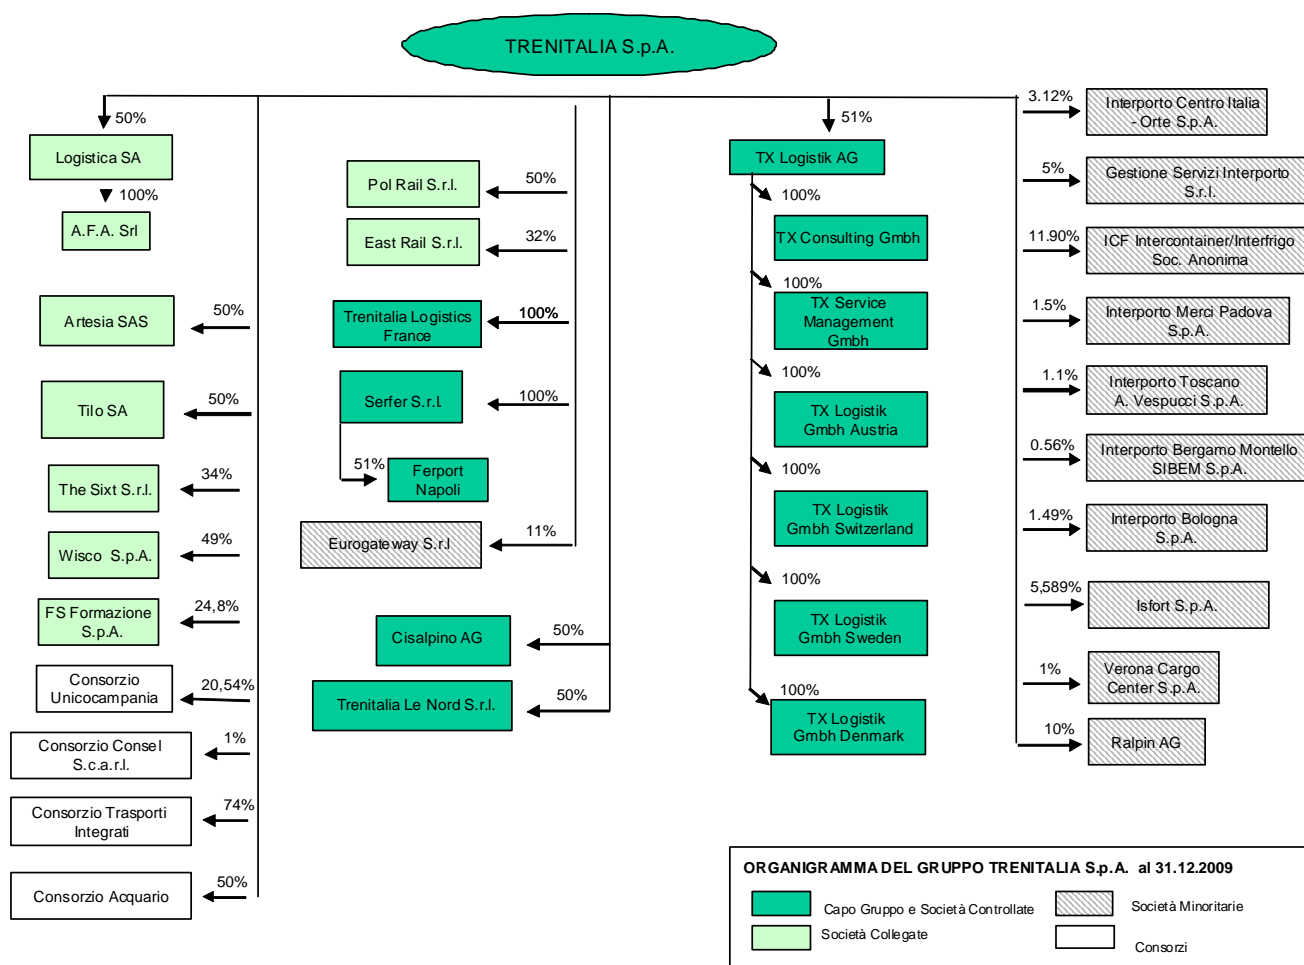 TRENITALIA S.p.A.
50%
Logistica SA
100%
A.F.A. Srl
50%
Artesia SAS
50%
Tilo SA
34%
The Sixt S.r.l.
49%
Wisco S.p.A.
24,8%
FS Formazione
S.p.A.
20,54%
Consorzio
Unicocampania
1%
Consorzio Consel
S.c.a.r.l.
74%
Consorzio Trasporti
Integrati
50%
Consorzio Acquario
Pol Rail S.r.l.
50%
East Rail S.r.l.
32%
Trenitalia Logistics
France
100%
Serfer S.r.l.
100%
51%
Ferport
Napoli
Eurogateway S.r.l
11%
Cisalpino AG
50%
Trenitalia Le Nord S.r.l.
50%
51%
TX Logistik AG
100%
TX Consulting Gmbh
100%
TX Service
Management
Gmbh
100%
TX Logistik
Gmbh Austria
100%
TX Logistik
Gmbh Switzerland
100%
TX Logistik
Gmbh Sweden
100%
TX Logistik
Gmbh Denmark
3.12%
Interporto Centro Italia
- Orte S.p.A.
5%
Gestione Servizi Interporto
S.r.l.
11.90%
ICF Intercontainer/Interfrigo
Soc. Anonima
1.5%
Interporto Merci Padova
S.p.A.
1.1%
Interporto Toscano
A. Vespucci S.p.A.
0.56%
Interporto Bergamo Montello
SIBEM S.p.A.
1.49%
Interporto Bologna
S.p.A.
5,589%
Isfort S.p.A.
1%
Verona Cargo
Center S.p.A.
10%
Ralpin AG
ORGANIGRAMMA DEL GRUPPO TRENITALIA S.p.A. al 31.12.2009
Capo Gruppo e Società Controllate
Società Minoritarie
Società Collegate
Consorzi